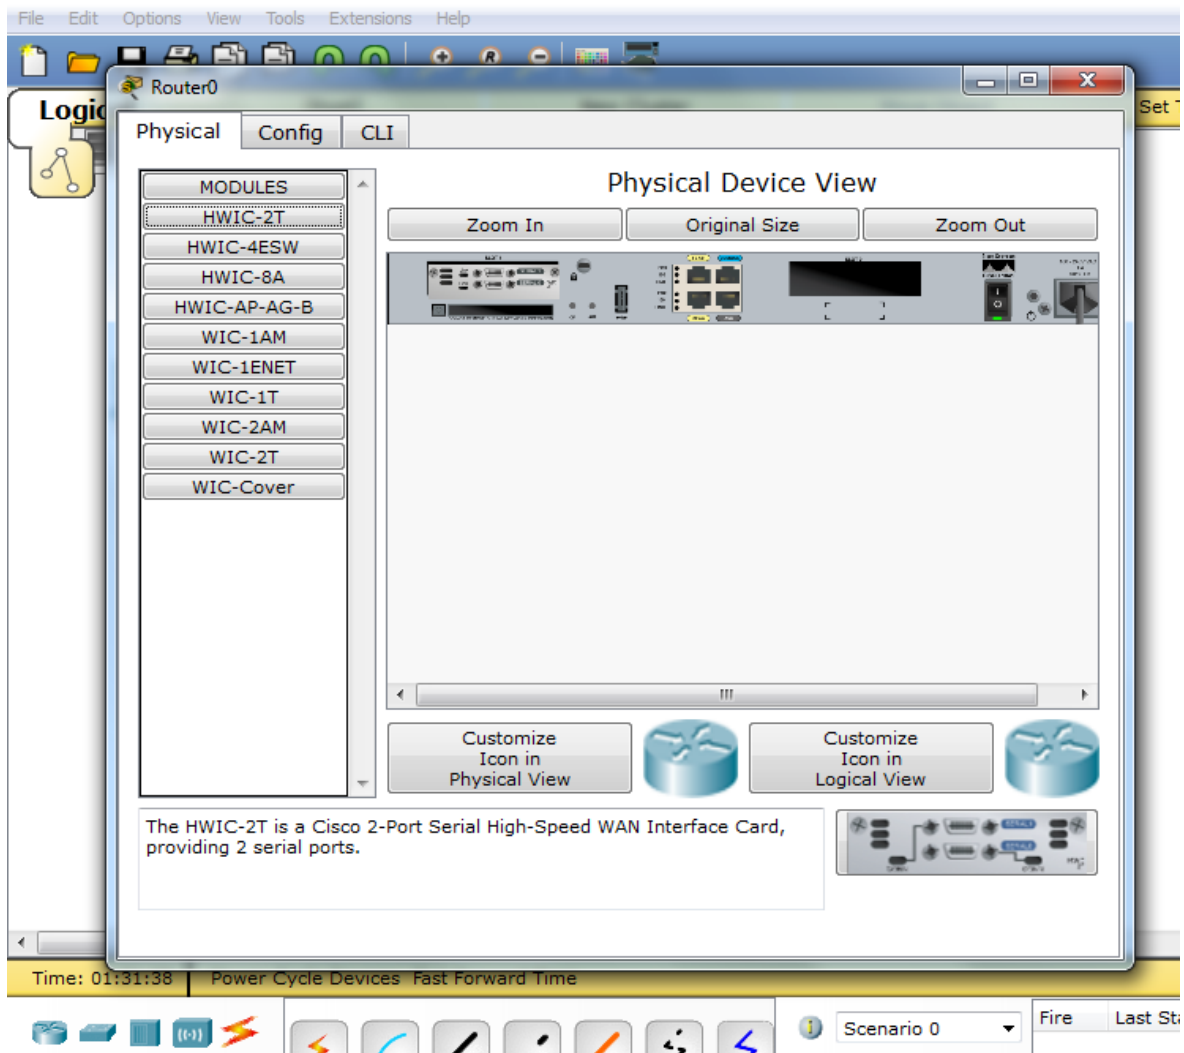 File Edit Options View Tools Extensions Help
Router0
Logic
Set T
Physical Config CLI
MODULES
HWIC-2T
HWIC-4ESW
HWIC-8A
HWIC-AP-AG-B
WIC-1AM
WIC-1ENET
WIC-1T
WIC-2AM
WIC-2T
WIC-Cover
Physical Device View
Zoom In Original Size Zoom Out
Customize
Icon in
Physical View
Customize
Icon in
Logical View
The HWIC-2T is a Cisco 2-Port Serial High-Speed WAN Interface Card,
providing 2 serial ports.
Time: 01:31:38 Power Cycle Devices Fast Forward Time
Scenario 0
Fire Last Sta